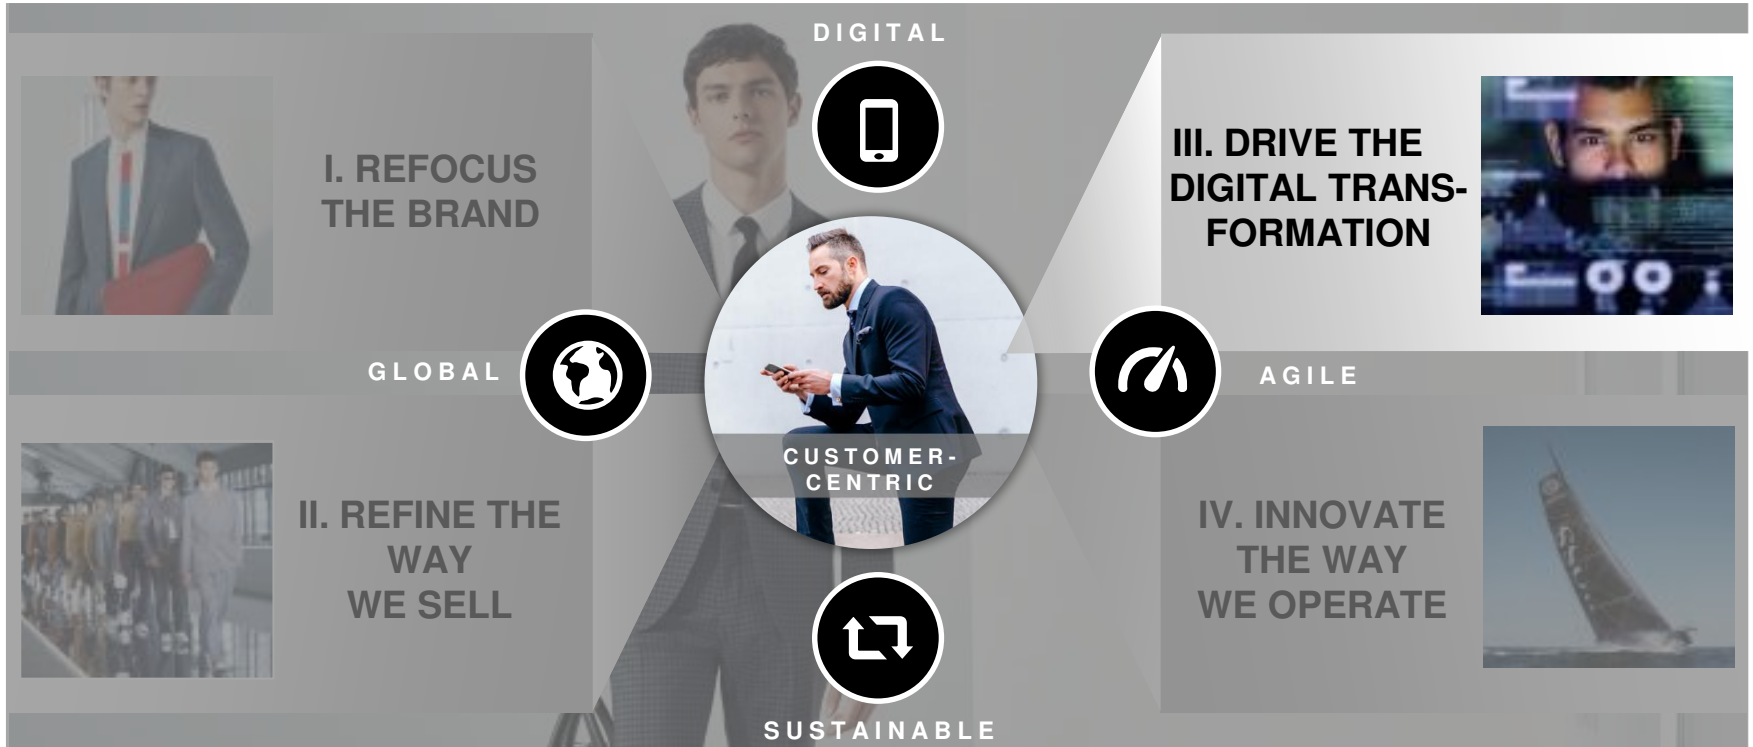 DIGITAL
I. REFOCUS
THE BRAND
III. DRIVE THE
DIGITAL TRANS-
FORMATION
GLOBAL
AGILE
CUSTOMER-
CENTRIC
II. REFINE THE
WAY
WE SELL
IV. INNOVATE
THE WAY
WE OPERATE
SUSTAINABLE